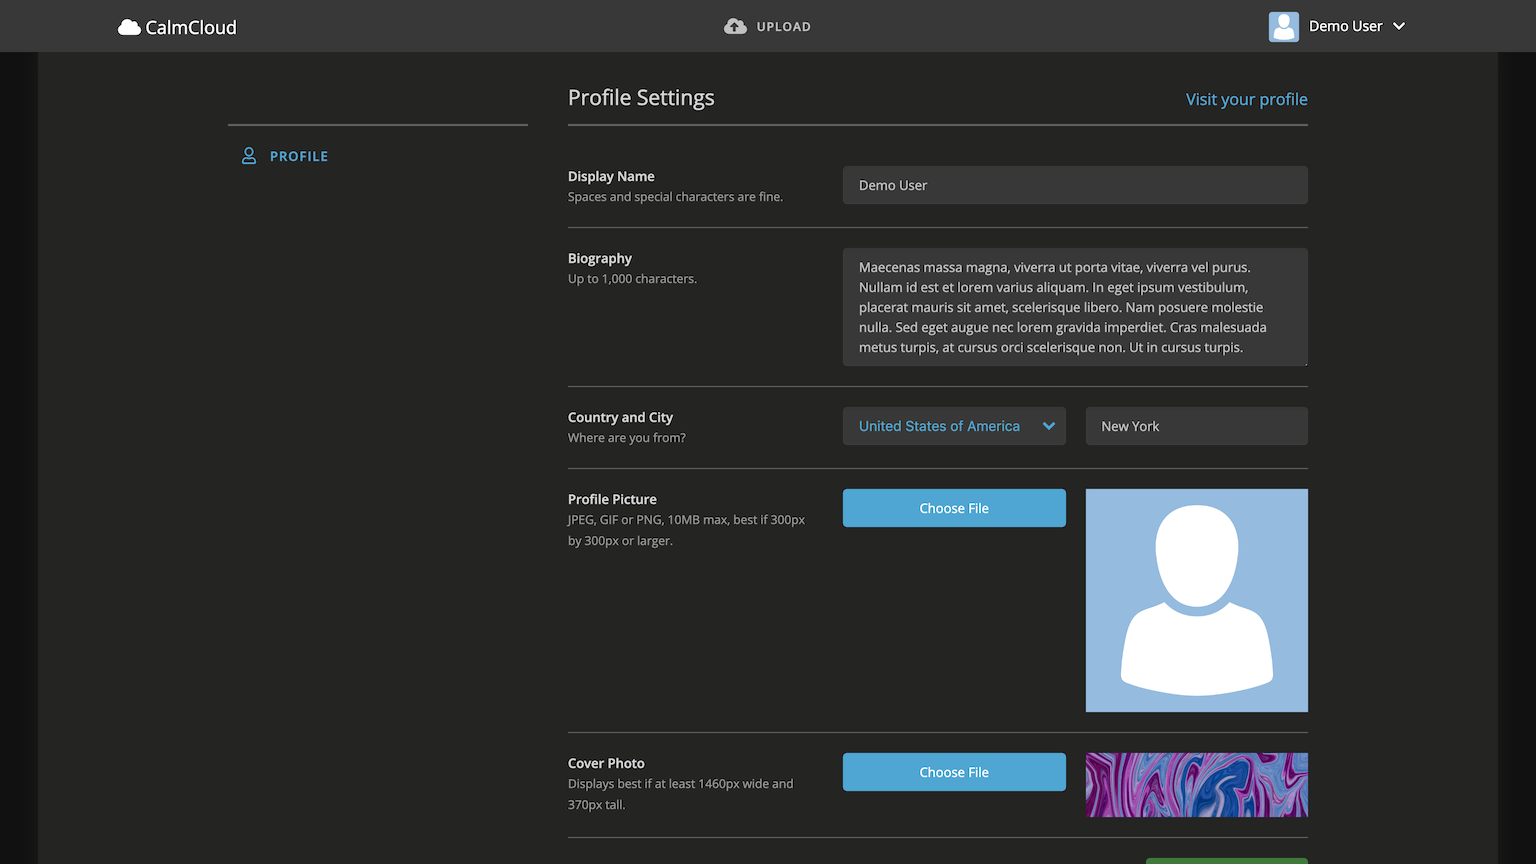 CalmCloud
UPLOAD
Demo User
Profile Settings
Visit your profile
PROFILE
Display Name
Spaces and special characters are fine.
Demo User
Biography
Up to 1,000 characters.
Maecenas massa magna, viverra ut porta vitae, viverra vel purus.
Nullam id est et lorem varius aliquam. In eget ipsum vestibulum,
placerat mauris sit amet, scelerisque libero. Nam posuere molestie
nulla. Sed eget augue nec lorem gravida imperdiet. Cras malesuada
metus turpis, at cursus orci scelerisque non. Ut in cursus turpis.
Country and City
Where are you from?
United States of America
New York
Profile Picture
JPEG, GIF or PNG, 10MB max, best if 300px
by 300px or larger.
Choose File
Cover Photo
Displays best if at least 1460px wide and
370px tall.
Choose File